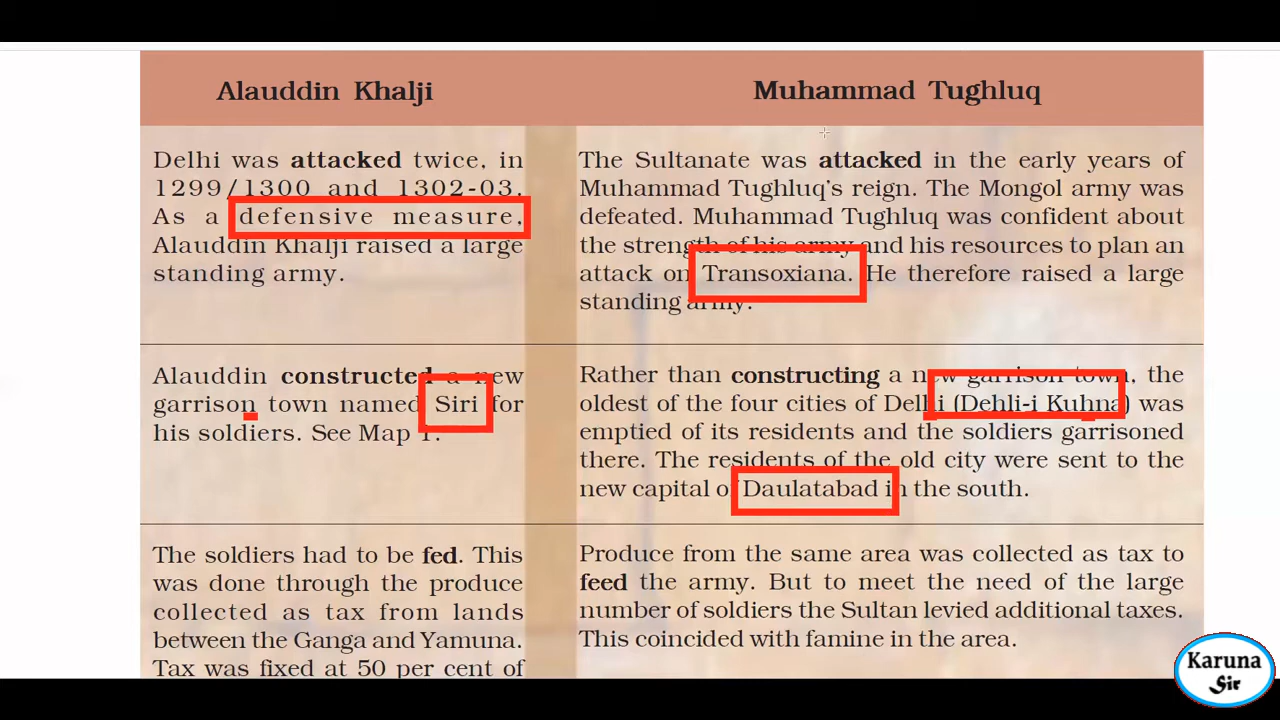 Alauddin Khalji
Muhammad Tughluq
Delhi was attacked twice, in
1299/1300 and 1302-03.
As a defensive measure,
Alauddin Khalji raised a large
standing army.
The Sultanate was attacked in the early years of
Muhammad Tughluq's reign. The Mongol army was
defeated. Muhammad Tughluq was confident about
the strength of his army and his resources to plan an
attack on Transoxiana. He therefore raised a large
standing army.
Alauddin constructed a new
garrison town named Siri for
his soldiers. See Map 1.
Rather than constructing a new garrison town, the
oldest of the four cities of Delhi (Dehli-i Kuhna) was
emptied of its residents and the soldiers garrisoned
there. The residents of the old city were sent to the
new capital of Daulatabad in the south.
The soldiers had to be fed. This
was done through the produce
collected as tax from lands
between the Ganga and Yamuna.
Tax was fixed at 50 per cent of
Produce from the same area was collected as tax to
feed the army. But to meet the need of the large
number of soldiers the Sultan levied additional taxes.
This coincided with famine in the area.
Karuna
Sir